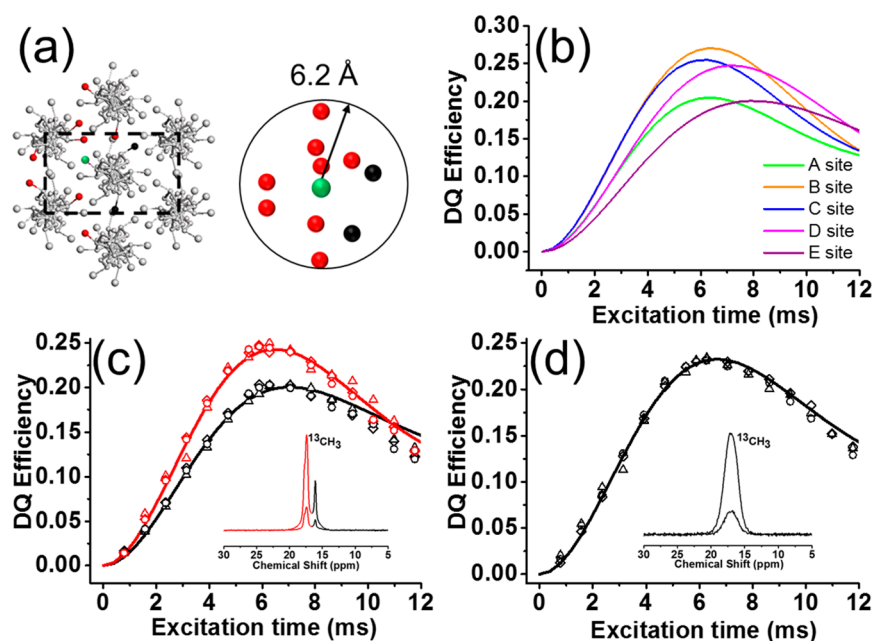 (a)
6.2 Å
(b)
DQ Efficiency
0.30
0.25
0.20
0.15
0.10
0.05
0.00
A site
B site
C site
D site
E site
0 2 4 6 8 10 12
Excitation time (ms)
(c)
DQ Efficiency
0.25
0.20
0.15
0.10
0.05
0.00
13CH3
30 25 20 15 10 5
Chemical Shift (ppm)
0 2 4 6 8 10 12
Excitation time (ms)
(d)
DQ Efficiency
0.25
0.20
0.15
0.10
0.05
0.00
13CH3
30 25 20 15 10 5
Chemical Shift (ppm)
0 2 4 6 8 10 12
Excitation time (ms)